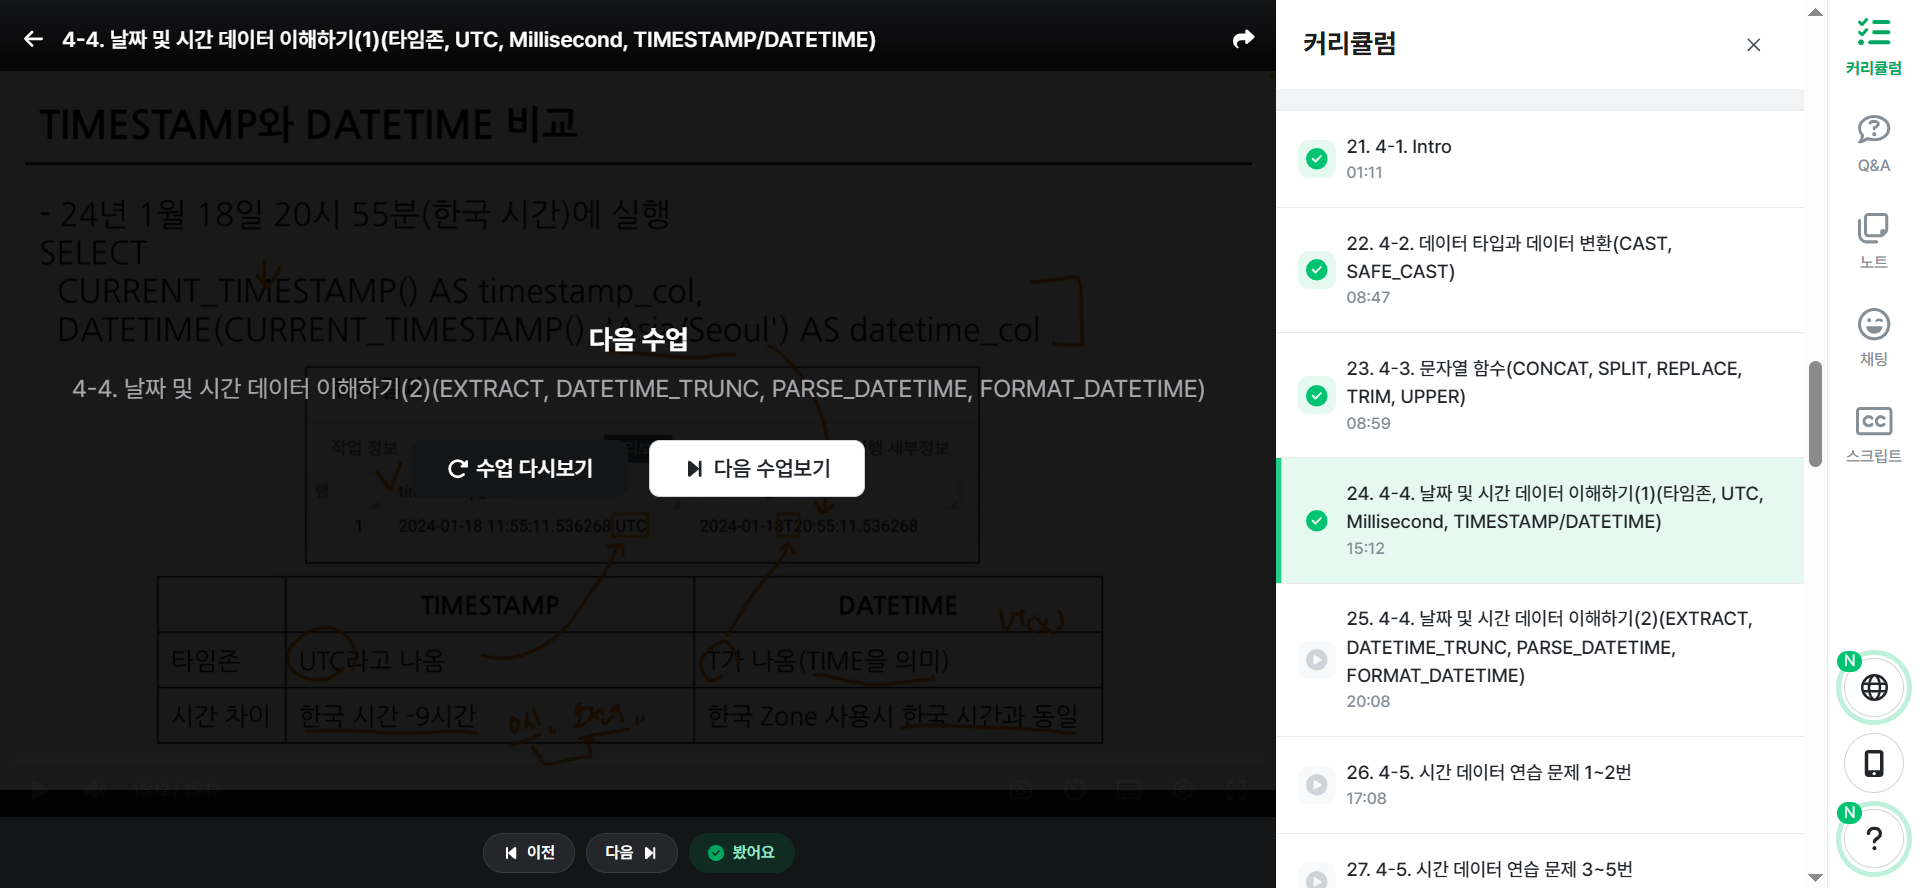 4-4. 날짜 및 시간 데이터 이해하기(1)(타임존, UTC, Millisecond, TIMESTAMP/DATETIME)
TIMESTAMP와 DATETIME 비교
- 24년 1월 18일 20시 55분(한국 시간)에 실행
SELECT
CURRENT_TIMESTAMP() AS timestamp_col,
DATETIME(CURRENT_TIMESTAMP(), 'Asia/Seoul') AS datetime_col
다음 수업
4-4. 날짜 및 시간 데이터 이해하기(2)(EXTRACT, DATETIME_TRUNC, PARSE_DATETIME, FORMAT_DATETIME)
작업 정보
세부정보
수업 다시보기
다음 수업보기
행
1 2024-01-18 11:55:11.536268 UTC 2024-01-18T20:55:11.536268
TIMESTAMP DATETIME
타임존 UTC라고 나옴 T가 나옴(TIME을 의미)
시간 차이 한국 시간 -9시간 한국 Zone 사용시 한국 시간과 동일
15:12 / 15:12
이전
다음
봤어요
커리큘럼
21. 4-1. Intro
01:11
22. 4-2. 데이터 타입과 데이터 변환(CAST,
SAFE_CAST)
08:47
23. 4-3. 문자열 함수(CONCAT, SPLIT, REPLACE,
TRIM, UPPER)
08:59
24. 4-4. 날짜 및 시간 데이터 이해하기(1)(타임존, UTC,
Millisecond, TIMESTAMP/DATETIME)
15:12
25. 4-4. 날짜 및 시간 데이터 이해하기(2)(EXTRACT,
DATETIME_TRUNC, PARSE_DATETIME,
FORMAT_DATETIME)
20:08
26. 4-5. 시간 데이터 연습 문제 1~2번
17:08
27. 4-5. 시간 데이터 연습 문제 3~5번
커리큘럼
Q&A
노트
채팅
CC
스크립트
N
N
?